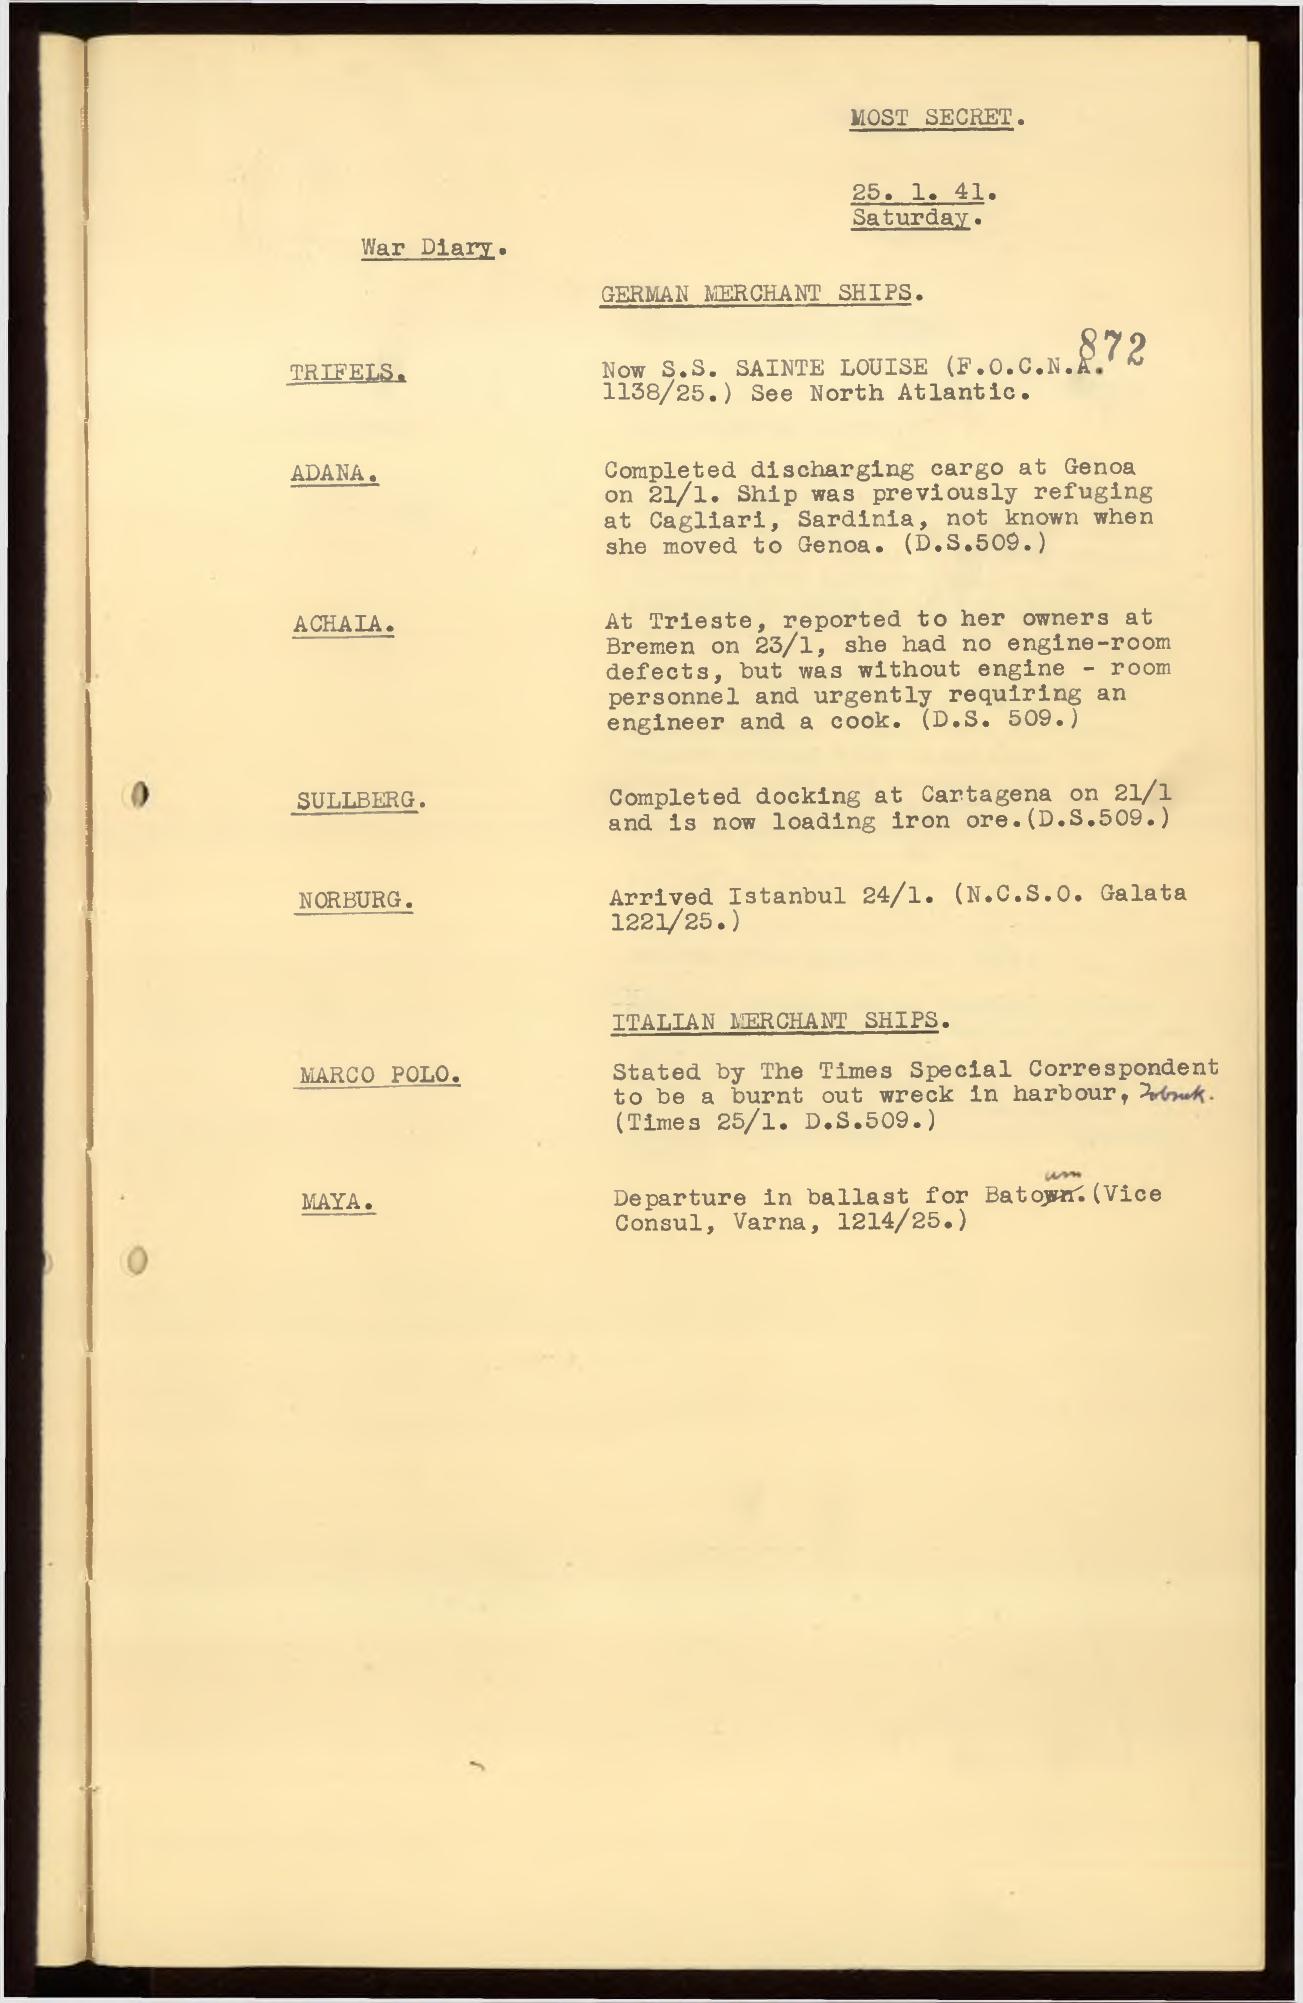 MOST SECRET.
25. 1. 41.
Saturday.
War Diary.
GERMAN MERCHANT SHIPS.
872
TRIFELS. Now S.S. SAINTE LOUISE (F.O.C.N.A.
1138/25.) See North Atlantic.
ADANA. Completed discharging cargo at Genoa
on 21/1. Ship was previously refuging
at Cagliari, Sardinia, not known when
she moved to Genoa. (D.S.509.)
ACHAIA. At Trieste, reported to her owners at
Bremen on 23/1, she had no engine-room
defects, but was without engine - room
personnel and urgently requiring an
engineer and a cook. (D.S. 509.)
SULLBERG. Completed docking at Cartagena on 21/1
and is now loading iron ore.(D.S.509.)
NORBURG. Arrived Istanbul 24/1. (N.C.S.O. Galata
1221/25.)
ITALIAN MERCHANT SHIPS.
MARCO POLO. Stated by The Times Special Correspondent
to be a burnt out wreck in harbour, Tobruk.
(Times 25/1. D.S.509.)
um
MAYA. Departure in ballast for Batown.(Vice
Consul, Varna, 1214/25.)